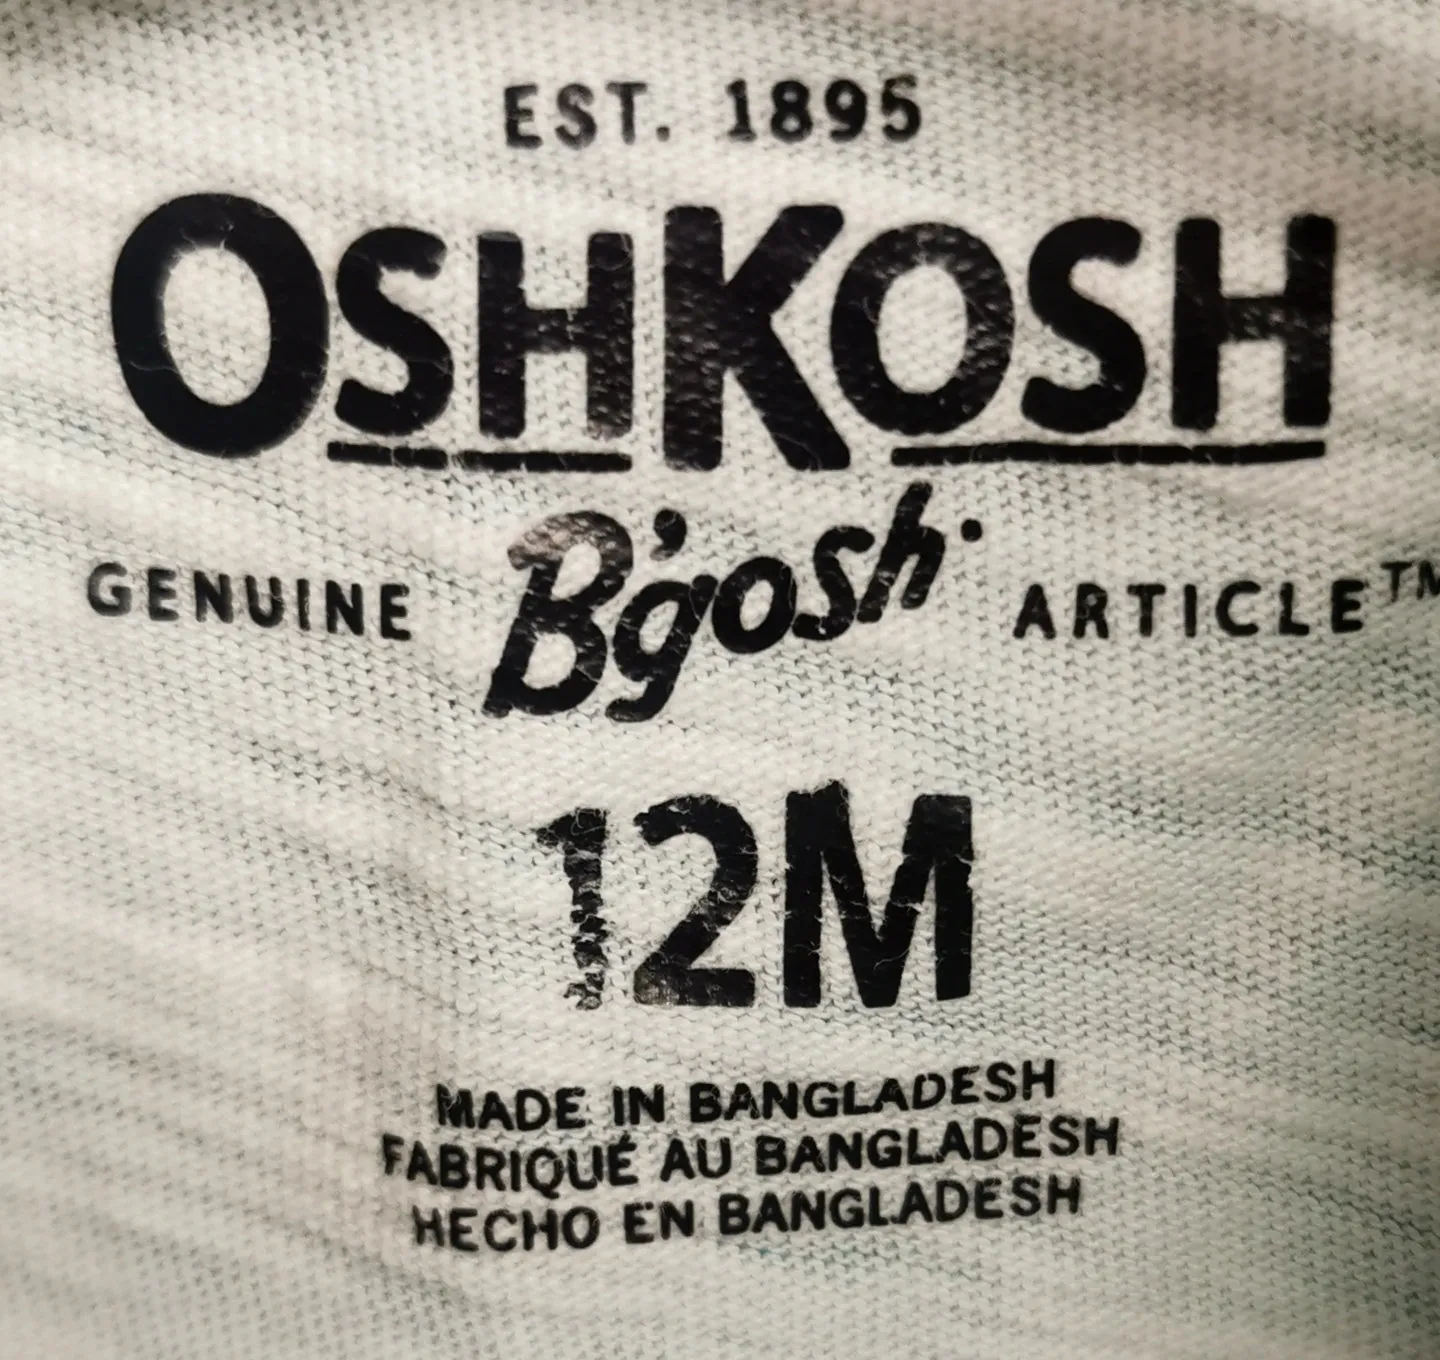 EST. 1895
OSHKOSH
B'gosh
GENUINE ARTICLE™
12M
MADE IN BANGLADESH
FABRIQUÉ AU BANGLADESH
HECHO EN BANGLADESH